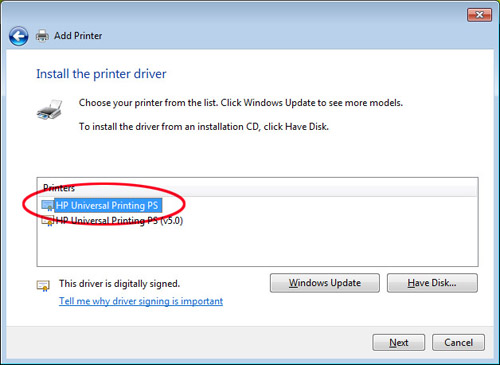 Add Printer
Install the printer driver
Choose your printer from the list. Click Windows Update to see more models.
To install the driver from an installation CD, click Have Disk.
Printers
HP Universal Printing PS
HP Universal Printing PS (v5.0)
This driver is digitally signed.
Tell me why driver signing is important
Windows Update
Have Disk...
Next
Cancel